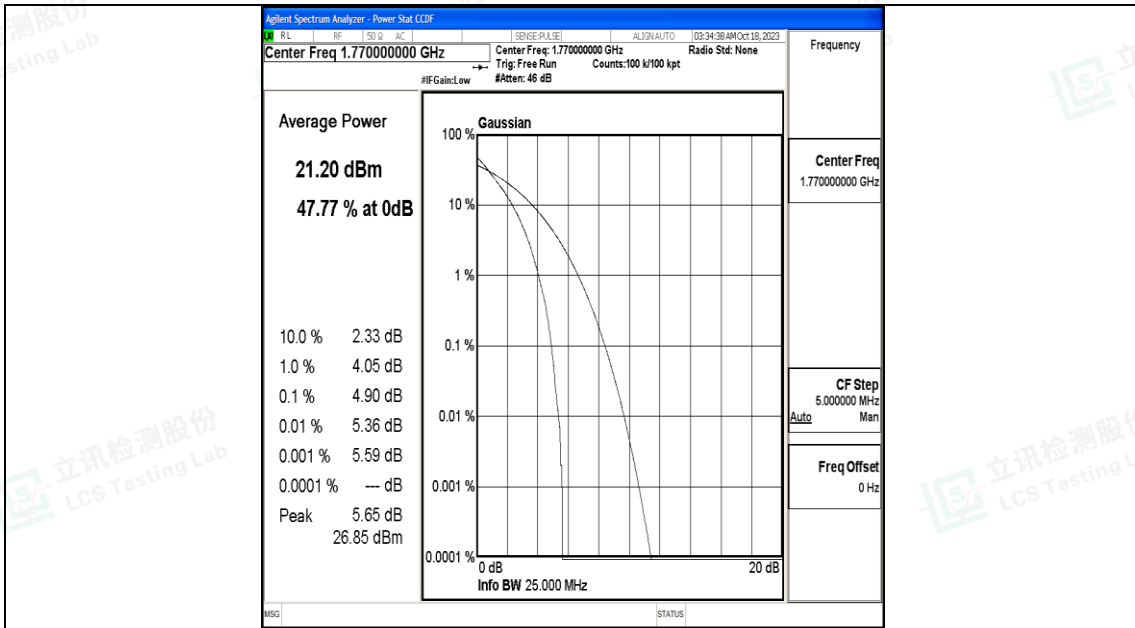 Agilent Spectrum Analyzer - Power Stat CCDF
RL RF 50 Ω AC SENSE:PULSE ALIGN AUTO 03:34:38 AM Oct 18, 2023
Center Freq 1.770000000 GHz
Center Freq: 1.770000000 GHz
Radio Std: None
Trig: Free Run Counts:100 k/100 kpt
#IFGain:Low #Atten: 46 dB
Average Power
21.20 dBm
47.77 % at 0dB
10.0 % 2.33 dB
1.0 % 4.05 dB
0.1 % 4.90 dB
0.01 % 5.36 dB
0.001 % 5.59 dB
0.0001 % --- dB
Peak 5.65 dB
26.85 dBm
Gaussian
100 %
10 %
1 %
0.1 %
0.01 %
0.001 %
0.0001 %
0 dB 20 dB
Info BW 25.000 MHz
Frequency
Center Freq
1.770000000 GHz
CF Step
5.000000 MHz
Auto Man
Freq Offset
0 Hz
MSG STATUS
立讯检测股份
LCS Testing Lab
立讯检测股份
LCS Testing L